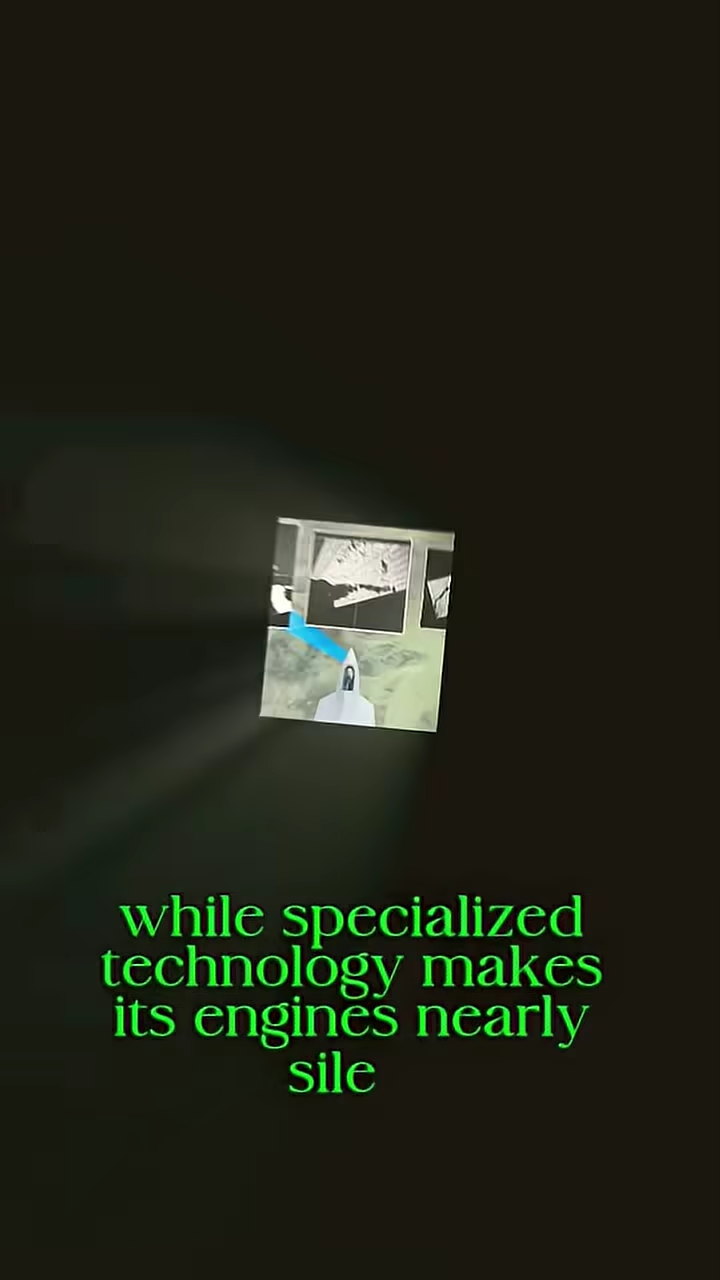 while specialized
technology makes
its engines nearly
sile